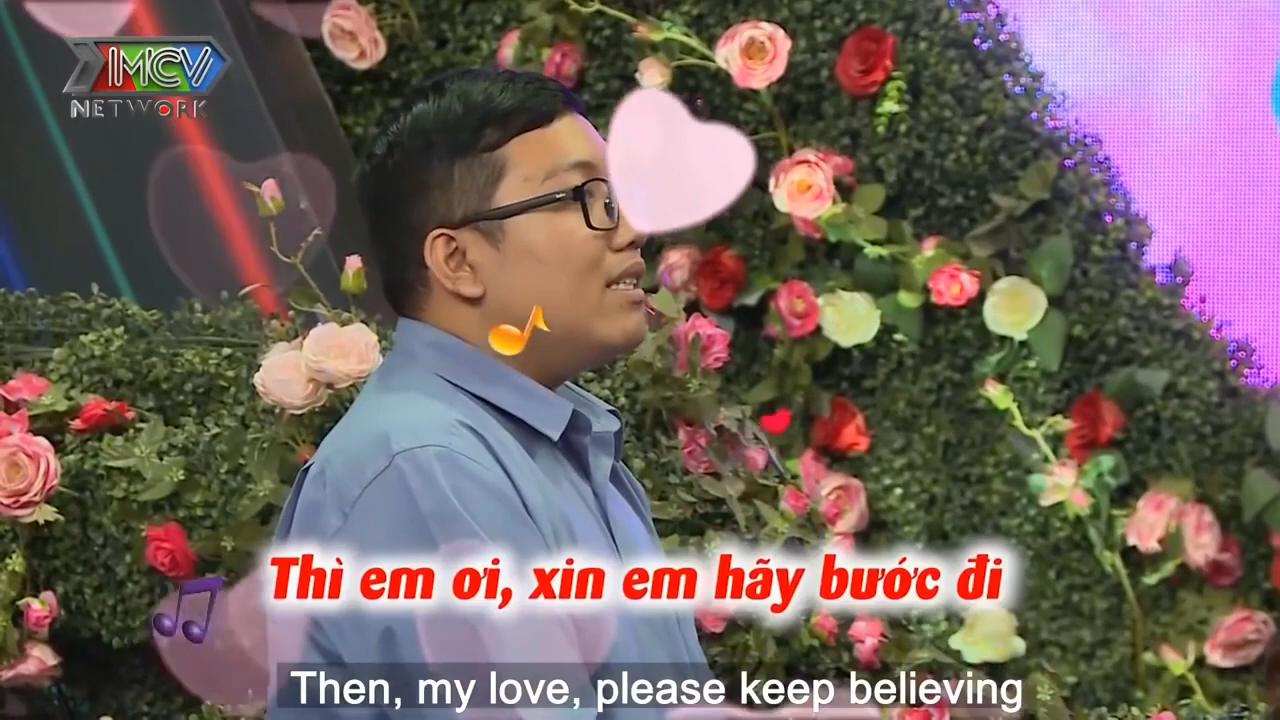 MCV
NETWORK
Thì em ơi, xin em hãy bước đi
Then, my love, please keep believing